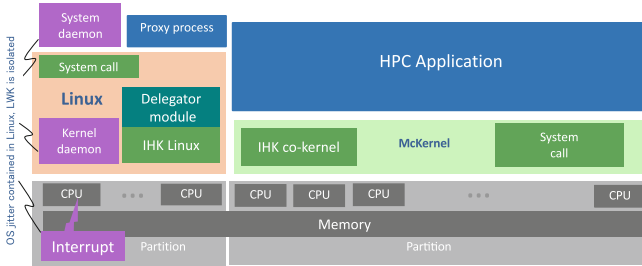 OS jitter contained in Linux, LWK is isolated
System
daemon
Proxy process
System call
Linux
Delegator
module
Kernel
daemon
IHK Linux
HPC Application
IHK co-kernel
McKernel
System
call
CPU
...
CPU
CPU
CPU
CPU
...
CPU
Memory
Interrupt
Partition
Partition